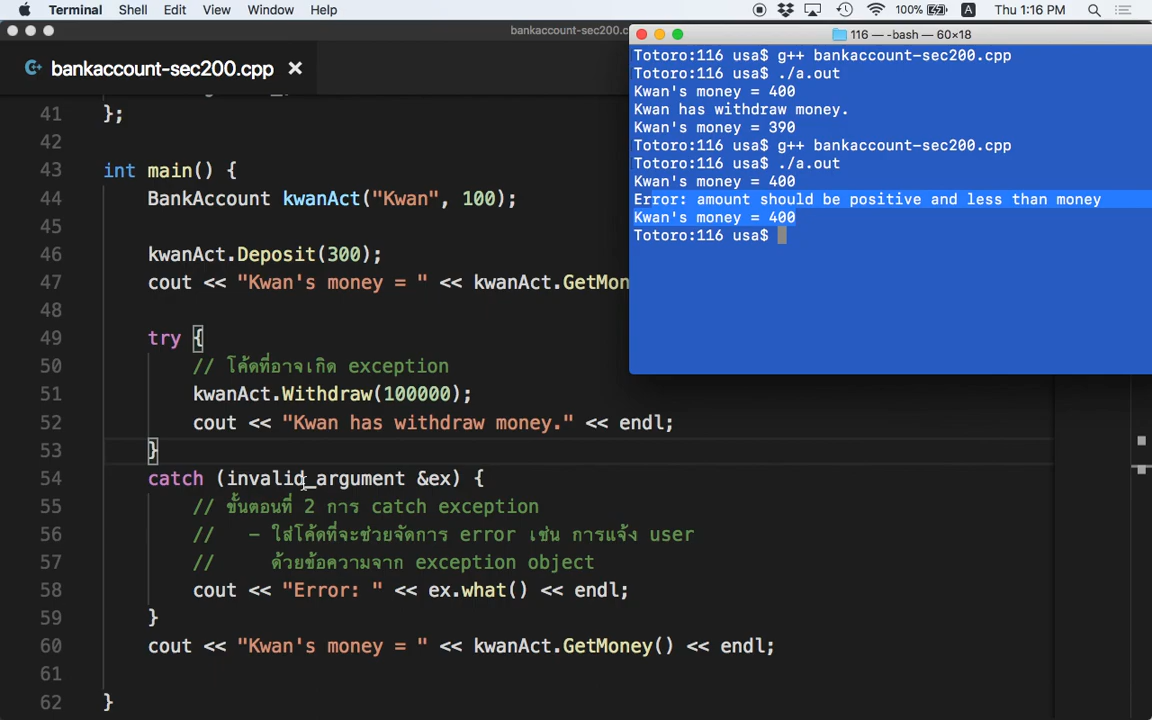 Terminal Shell Edit View Window Help 100% A Thu 1:16 PM
bankaccount-sec200.c
116 — -bash — 60×18
bankaccount-sec200.cpp
Totoro:116 usa$ g++ bankaccount-sec200.cpp
Totoro:116 usa$ ./a.out
Kwan's money = 400
Kwan has withdraw money.
Kwan's money = 390
Totoro:116 usa$ g++ bankaccount-sec200.cpp
Totoro:116 usa$ ./a.out
Kwan's money = 400
Error: amount should be positive and less than money
Kwan's money = 400
Totoro:116 usa$
41 };
42
43 int main() {
44 BankAccount kwanAct("Kwan", 100);
45
46 kwanAct.Deposit(300);
47 cout << "Kwan's money = " << kwanAct.GetMon
48
49 try {
50 // โค้ดที่อาจเกิด exception
51 kwanAct.Withdraw(100000);
52 cout << "Kwan has withdraw money." << endl;
53 }
54 catch (invalid_argument &ex) {
55 // ขั้นตอนที่ 2 การ catch exception
56 // - ใส่โค้ดที่จะช่วยจัดการ error เช่น การแจ้ง user
57 // ด้วยข้อความจาก exception object
58 cout << "Error: " << ex.what() << endl;
59 }
60 cout << "Kwan's money = " << kwanAct.GetMoney() << endl;
61
62 }